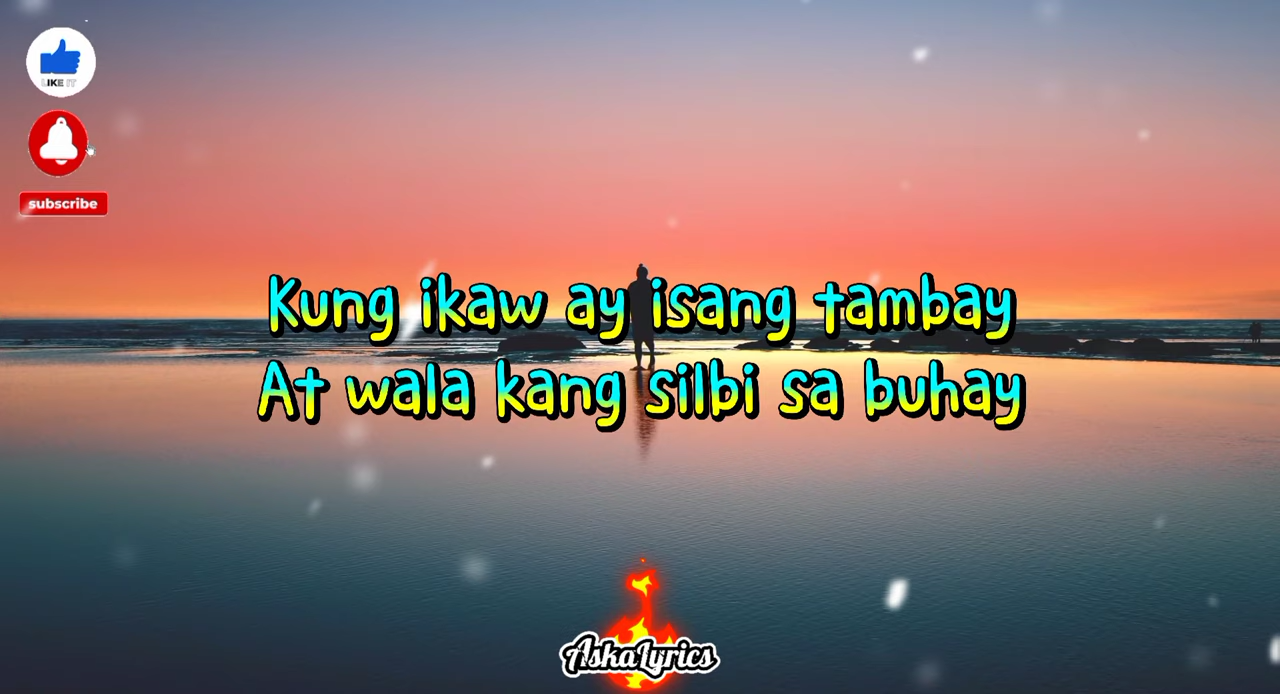 LIKE IT
subscribe
Kung ikaw ay isang tambay
At wala kang silbi sa buhay
AskaLyrics